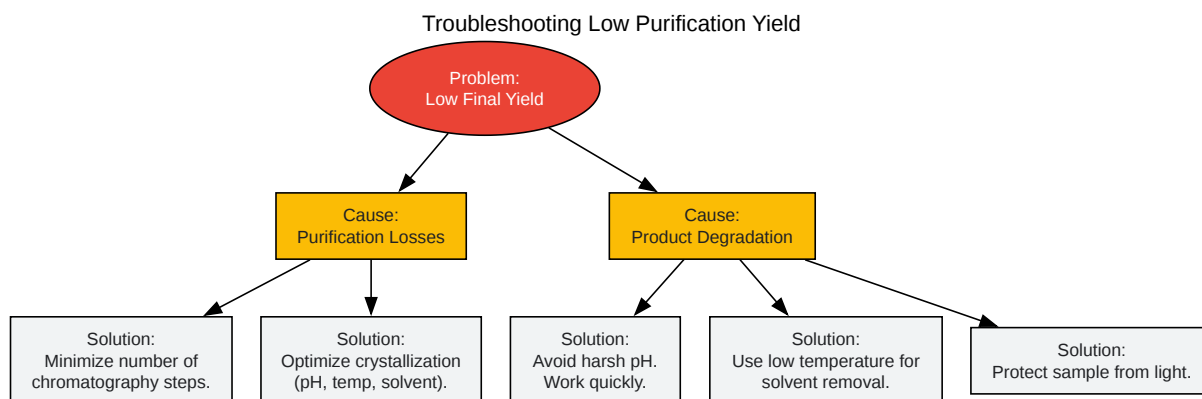 Troubleshooting Low Purification Yield
Problem:
Low Final Yield
Cause:
Purification Losses
Cause:
Product Degradation
Solution:
Minimize number of
chromatography steps.
Solution:
Optimize crystallization
(pH, temp, solvent).
Solution:
Avoid harsh pH.
Work quickly.
Solution:
Use low temperature for
solvent removal.
Solution:
Protect sample from light.